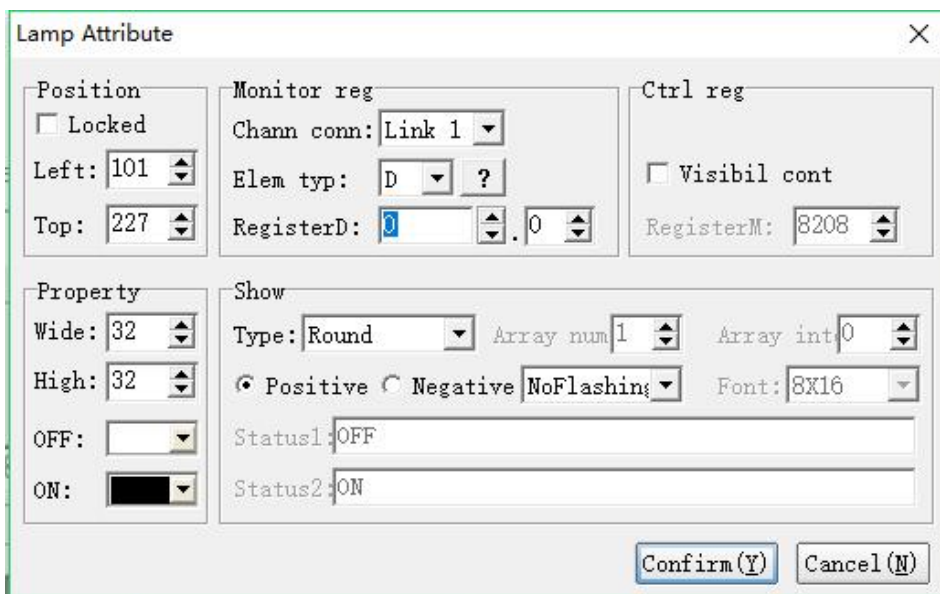 Lamp Attribute
Position
Locked
Left: 101
Top: 227
Monitor reg
Chann conn: Link 1
Elem typ: D ?
RegisterD: 0 . 0
Ctrl reg
Visibil cont
RegisterM: 8208
Property
Wide: 32
High: 32
OFF:
ON:
Show
Type: Round Array num 1 Array int 0
Positive Negative NoFlashing Font: 8X16
Status1: OFF
Status2: ON
Confirm(Y) Cancel(N)